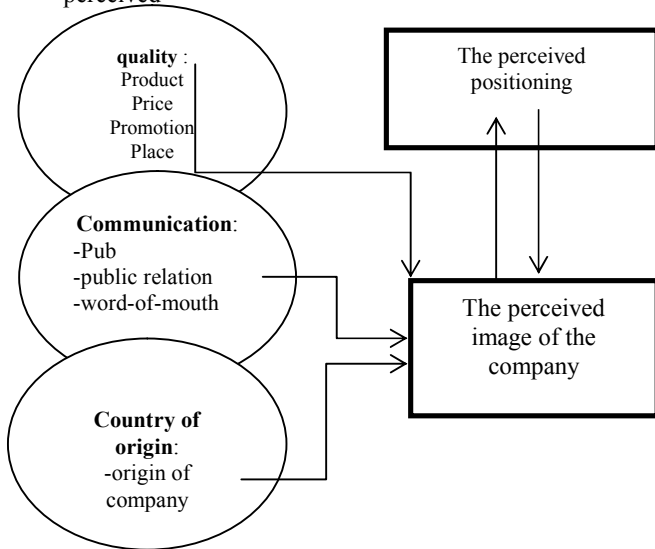 perceived
quality :
Product
Price
Promotion
Place
The perceived
positioning
Communication:
-Pub
-public relation
-word-of-mouth
The perceived
image of the
company
Country of
origin:
-origin of
company